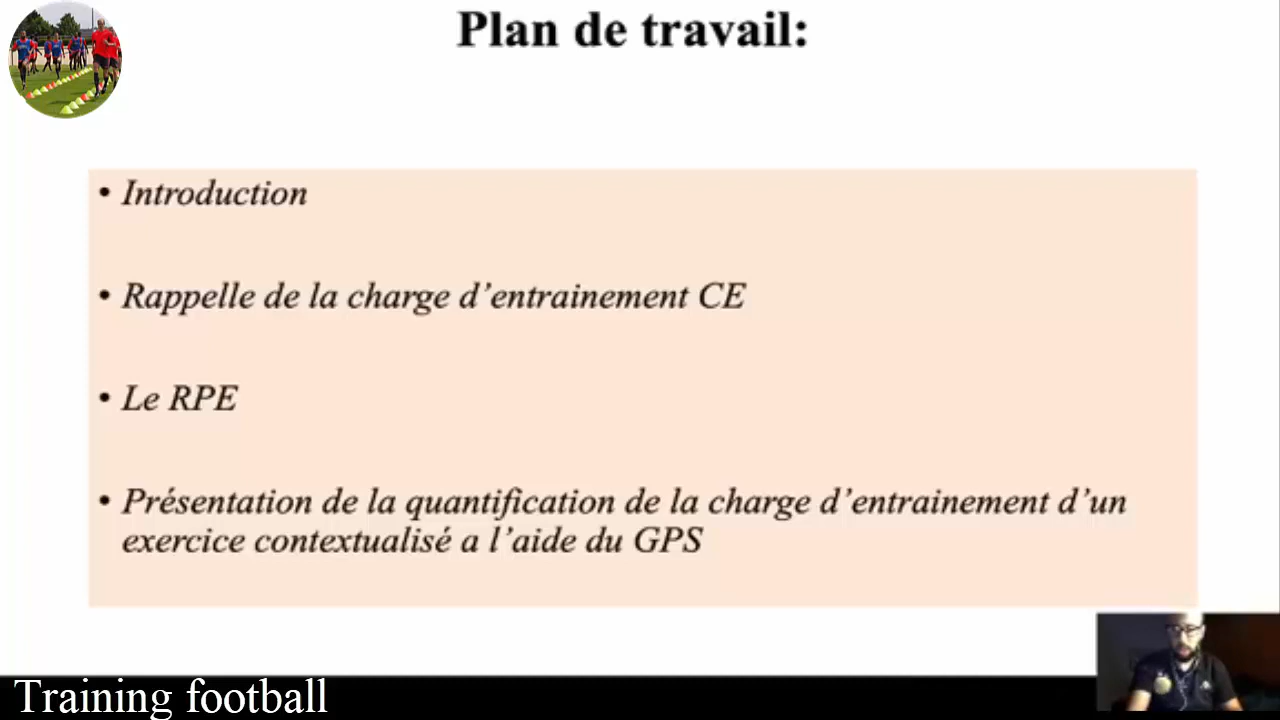 Plan de travail:
• Introduction
• Rappelle de la charge d'entrainement CE
• Le RPE
• Présentation de la quantification de la charge d'entrainement d'un
exercice contextualisé a l'aide du GPS
Training football